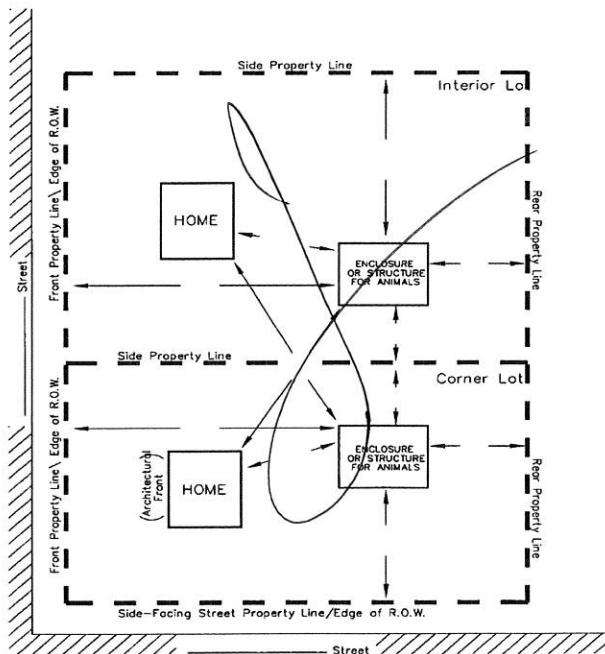 Side Property Line
Interior Lo
Front Property Line\ Edge of R.O.W.
Rear Property Line
HOME
ENCLOSURE
OR STRUCTURE
FOR ANIMALS
Street
Side Property Line
Corner Lot
Front Property Line\ Edge of R.O.W.
Rear Property Line
(Architectural
Front)
HOME
ENCLOSURE
OR STRUCTURE
FOR ANIMALS
Side-Facing Street Property Line/Edge of R.O.W.
Street